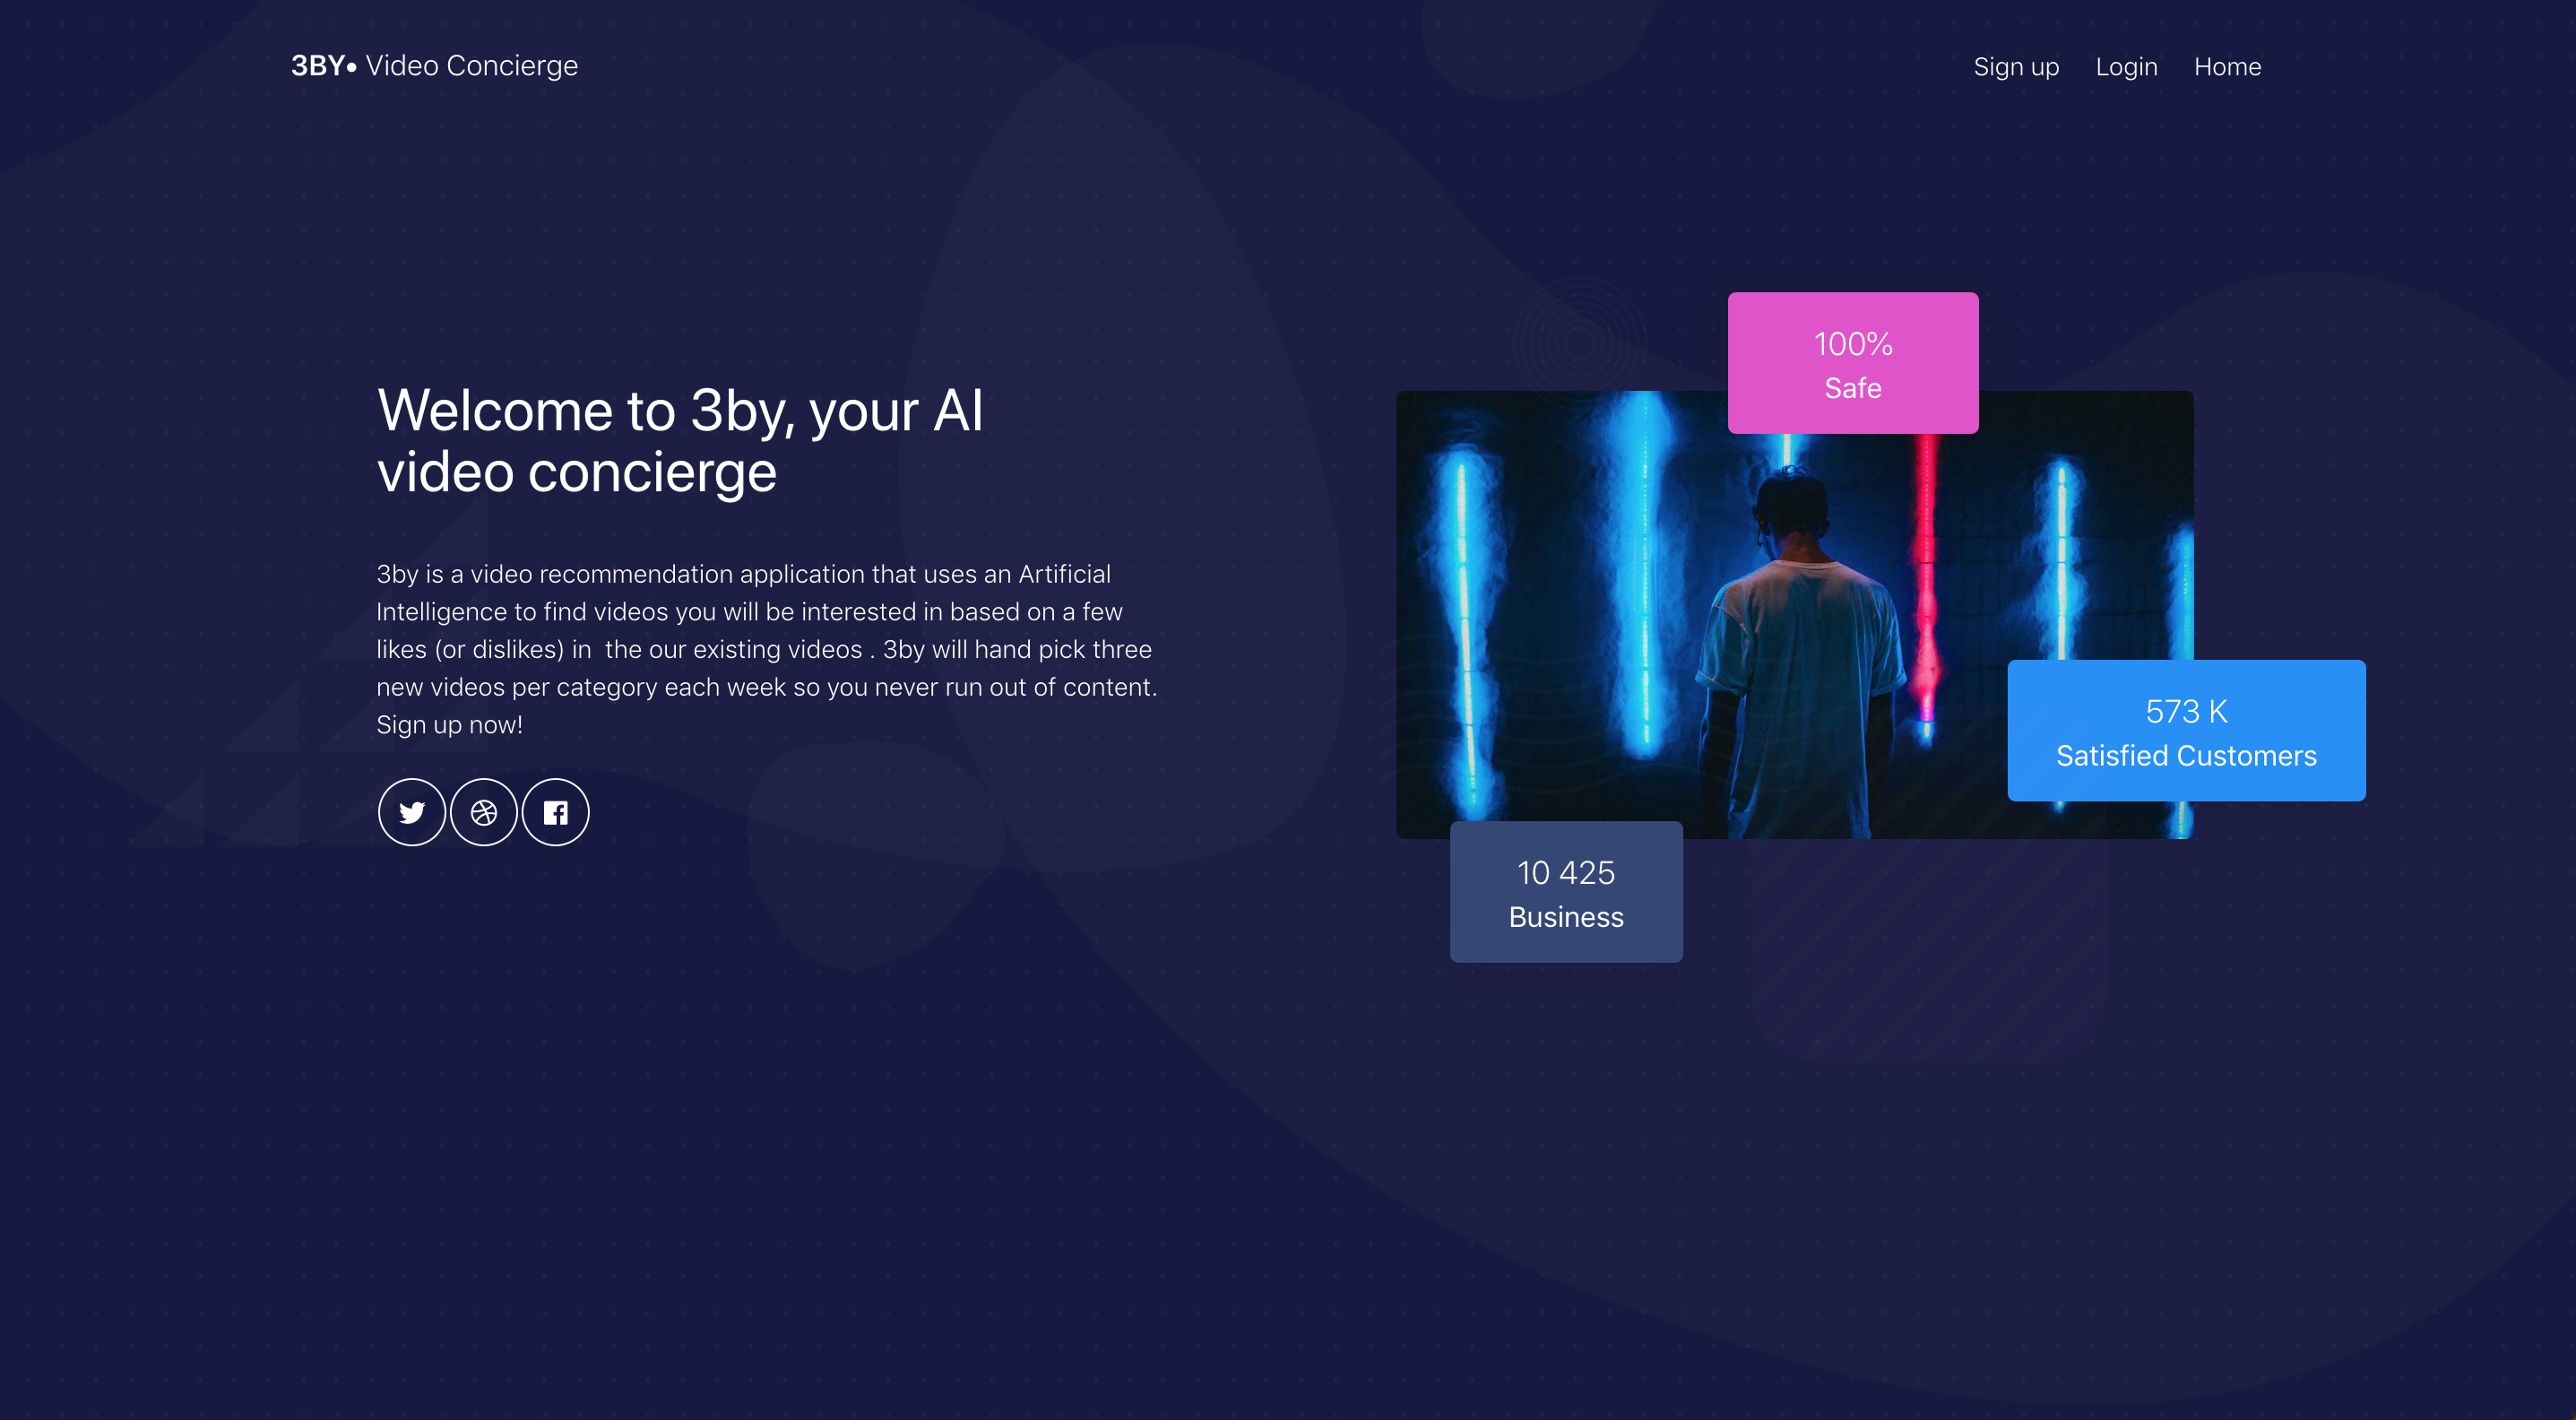 3BY• Video Concierge
Sign up Login Home
Welcome to 3by, your AI
video concierge
3by is a video recommendation application that uses an Artificial
Intelligence to find videos you will be interested in based on a few
likes (or dislikes) in  the our existing videos . 3by will hand pick three
new videos per category each week so you never run out of content.
Sign up now!
100%
Safe
573 K
Satisfied Customers
10 425
Business